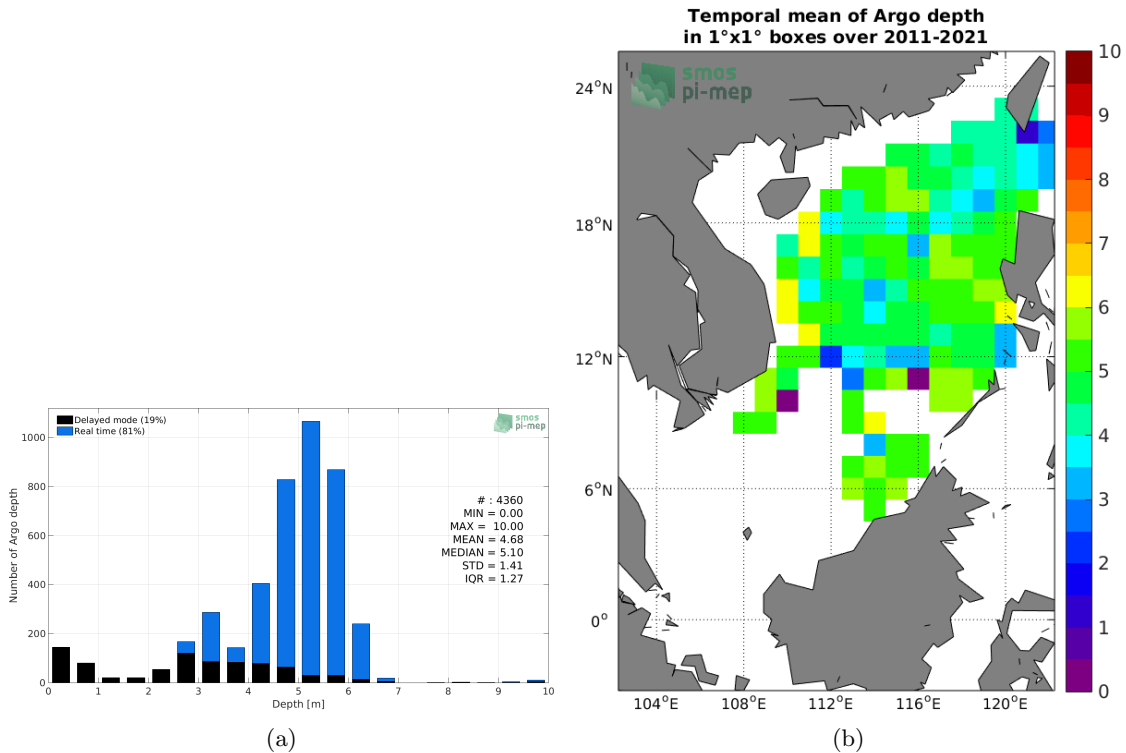 Temporal mean of Argo depth
in 1°x1° boxes over 2011-2021
smos
pi-mep
24°N
18°N
12°N
6°N
0°
104°E
108°E
112°E
116°E
120°E
10
9
8
7
6
5
4
3
2
1
0
Delayed mode (19%)
Real time (81%)
smos
pi-mep
# : 4360
MIN = 0.00
MAX = 10.00
MEAN = 4.68
MEDIAN = 5.10
STD = 1.41
IQR = 1.27
Number of Argo depth
1000
800
600
400
200
0
0 1 2 3 4 5 6 7 8 9 10
Depth [m]
(a)
(b)